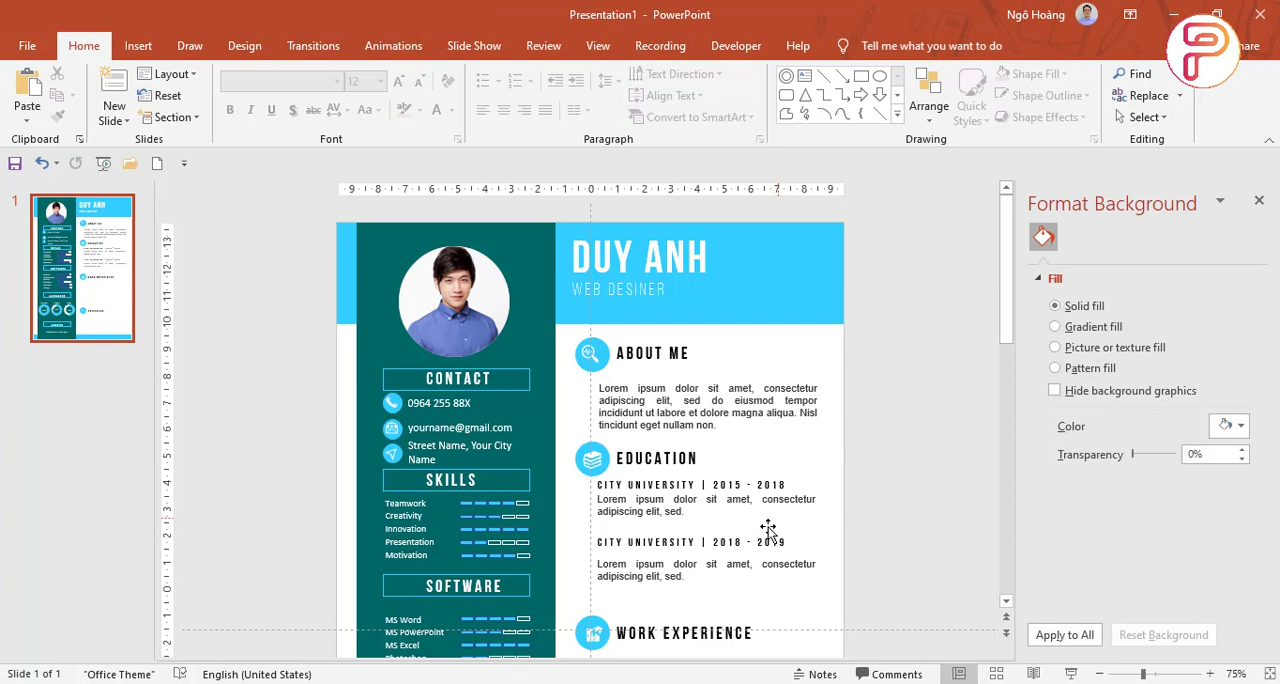 Presentation1 - PowerPoint
Ngô Hoàng
File Home Insert Draw Design Transitions Animations Slide Show Review View Recording Developer Help Tell me what you want to do
Paste
Clipboard
New
Slide
Layout
Reset
Section
Slides
12
Font
Text Direction
Align Text
Convert to SmartArt
Paragraph
Arrange
Quick
Styles
Shape Fill
Shape Outline
Shape Effects
Drawing
Find
Replace
Select
Editing
1
DUY ANH
WEB DESINER
CONTACT
0964 255 88X
yourname@gmail.com
Street Name, Your City
Name
SKILLS
Teamwork
Creativity
Innovation
Presentation
Motivation
SOFTWARE
MS Word
MS PowerPoint
MS Excel
ABOUT ME
Lorem ipsum dolor sit amet, consectetur
adipiscing elit, sed do eiusmod tempor
incididunt ut labore et dolore magna aliqua. Nisl
tincidunt eget nullam non.
EDUCATION
CITY UNIVERSITY | 2015 - 2018
Lorem ipsum dolor sit amet, consectetur
adipiscing elit, sed.
CITY UNIVERSITY | 2018 - 2019
Lorem ipsum dolor sit amet, consectetur
adipiscing elit, sed.
WORK EXPERIENCE
Format Background
Fill
Solid fill
Gradient fill
Picture or texture fill
Pattern fill
Hide background graphics
Color
Transparency 0%
Apply to All
Reset Background
Slide 1 of 1
"Office Theme"
English (United States)
Notes
Comments
75%